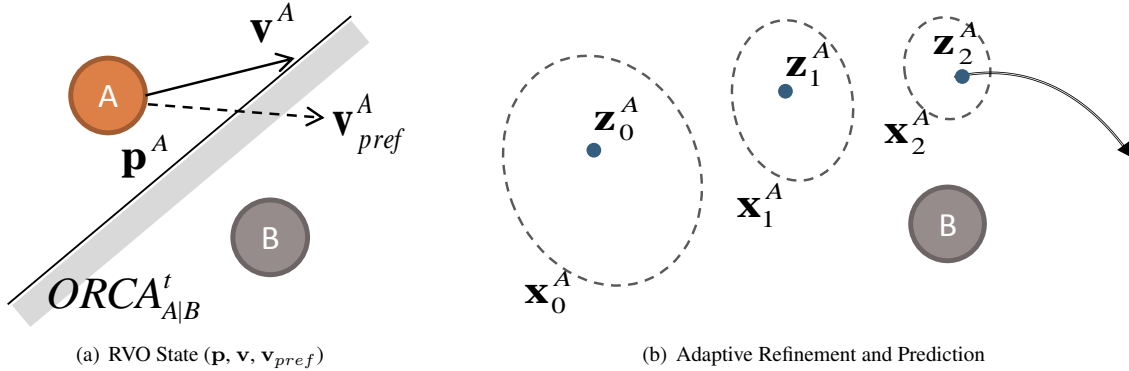 v^A
A
v^A_pref
p^A
B
ORCA^t_A|B
(a) RVO State (p, v, v_pref)
z^A_0
x^A_0
z^A_1
x^A_1
z^A_2
x^A_2
B
(b) Adaptive Refinement and Prediction